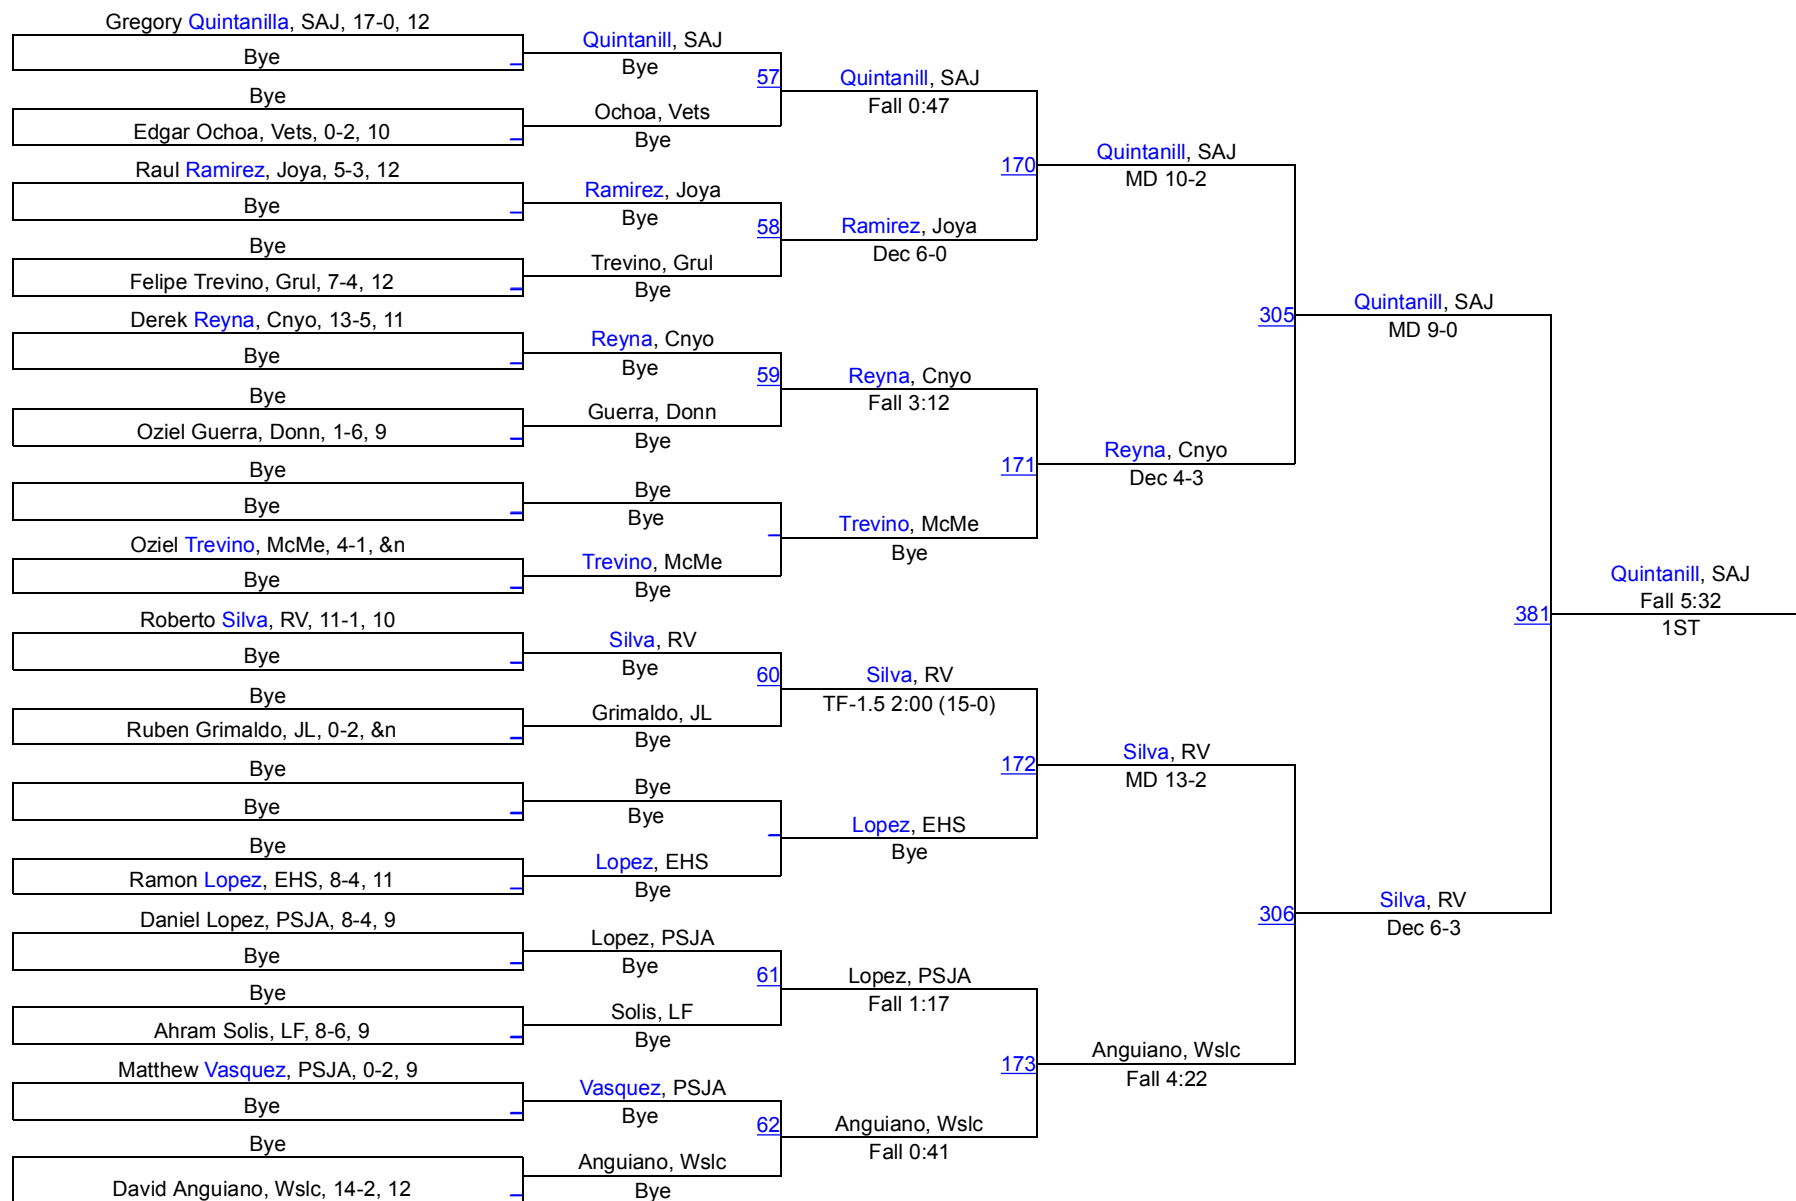 Gregory Quintanilla, SAJ, 17-0, 12
Bye
Bye
Edgar Ochoa, Vets, 0-2, 10
Raul Ramirez, Joya, 5-3, 12
Bye
Bye
Felipe Trevino, Grul, 7-4, 12
Derek Reyna, Cnyo, 13-5, 11
Bye
Bye
Oziel Guerra, Donn, 1-6, 9
Bye
Bye
Oziel Trevino, McMe, 4-1, &n
Bye
Roberto Silva, RV, 11-1, 10
Bye
Bye
Ruben Grimaldo, JL, 0-2, &n
Bye
Bye
Bye
Ramon Lopez, EHS, 8-4, 11
Daniel Lopez, PSJA, 8-4, 9
Bye
Bye
Ahram Solis, LF, 8-6, 9
Matthew Vasquez, PSJA, 0-2, 9
Bye
Bye
David Anguiano, Wslc, 14-2, 12
Quintanill, SAJ
Bye
57
Ochoa, Vets
Bye
Ramirez, Joya
Bye
58
Trevino, Grul
Bye
Reyna, Cnyo
Bye
59
Guerra, Donn
Bye
Bye
Bye
Trevino, McMe
Bye
Silva, RV
Bye
60
Grimaldo, JL
Bye
Bye
Bye
Lopez, EHS
Bye
Lopez, PSJA
Bye
61
Solis, LF
Bye
Vasquez, PSJA
Bye
62
Anguiano, Wslc
Bye
Quintanill, SAJ
Fall 0:47
170
Ramirez, Joya
Dec 6-0
Reyna, Cnyo
Fall 3:12
171
Trevino, McMe
Bye
Silva, RV
TF-1.5 2:00 (15-0)
172
Lopez, EHS
Bye
Lopez, PSJA
Fall 1:17
173
Anguiano, Wslc
Fall 0:41
Quintanill, SAJ
MD 10-2
305
Reyna, Cnyo
Dec 4-3
Silva, RV
MD 13-2
306
Anguiano, Wslc
Fall 4:22
Quintanill, SAJ
MD 9-0
381
Silva, RV
Dec 6-3
Quintanill, SAJ
Fall 5:32
1ST